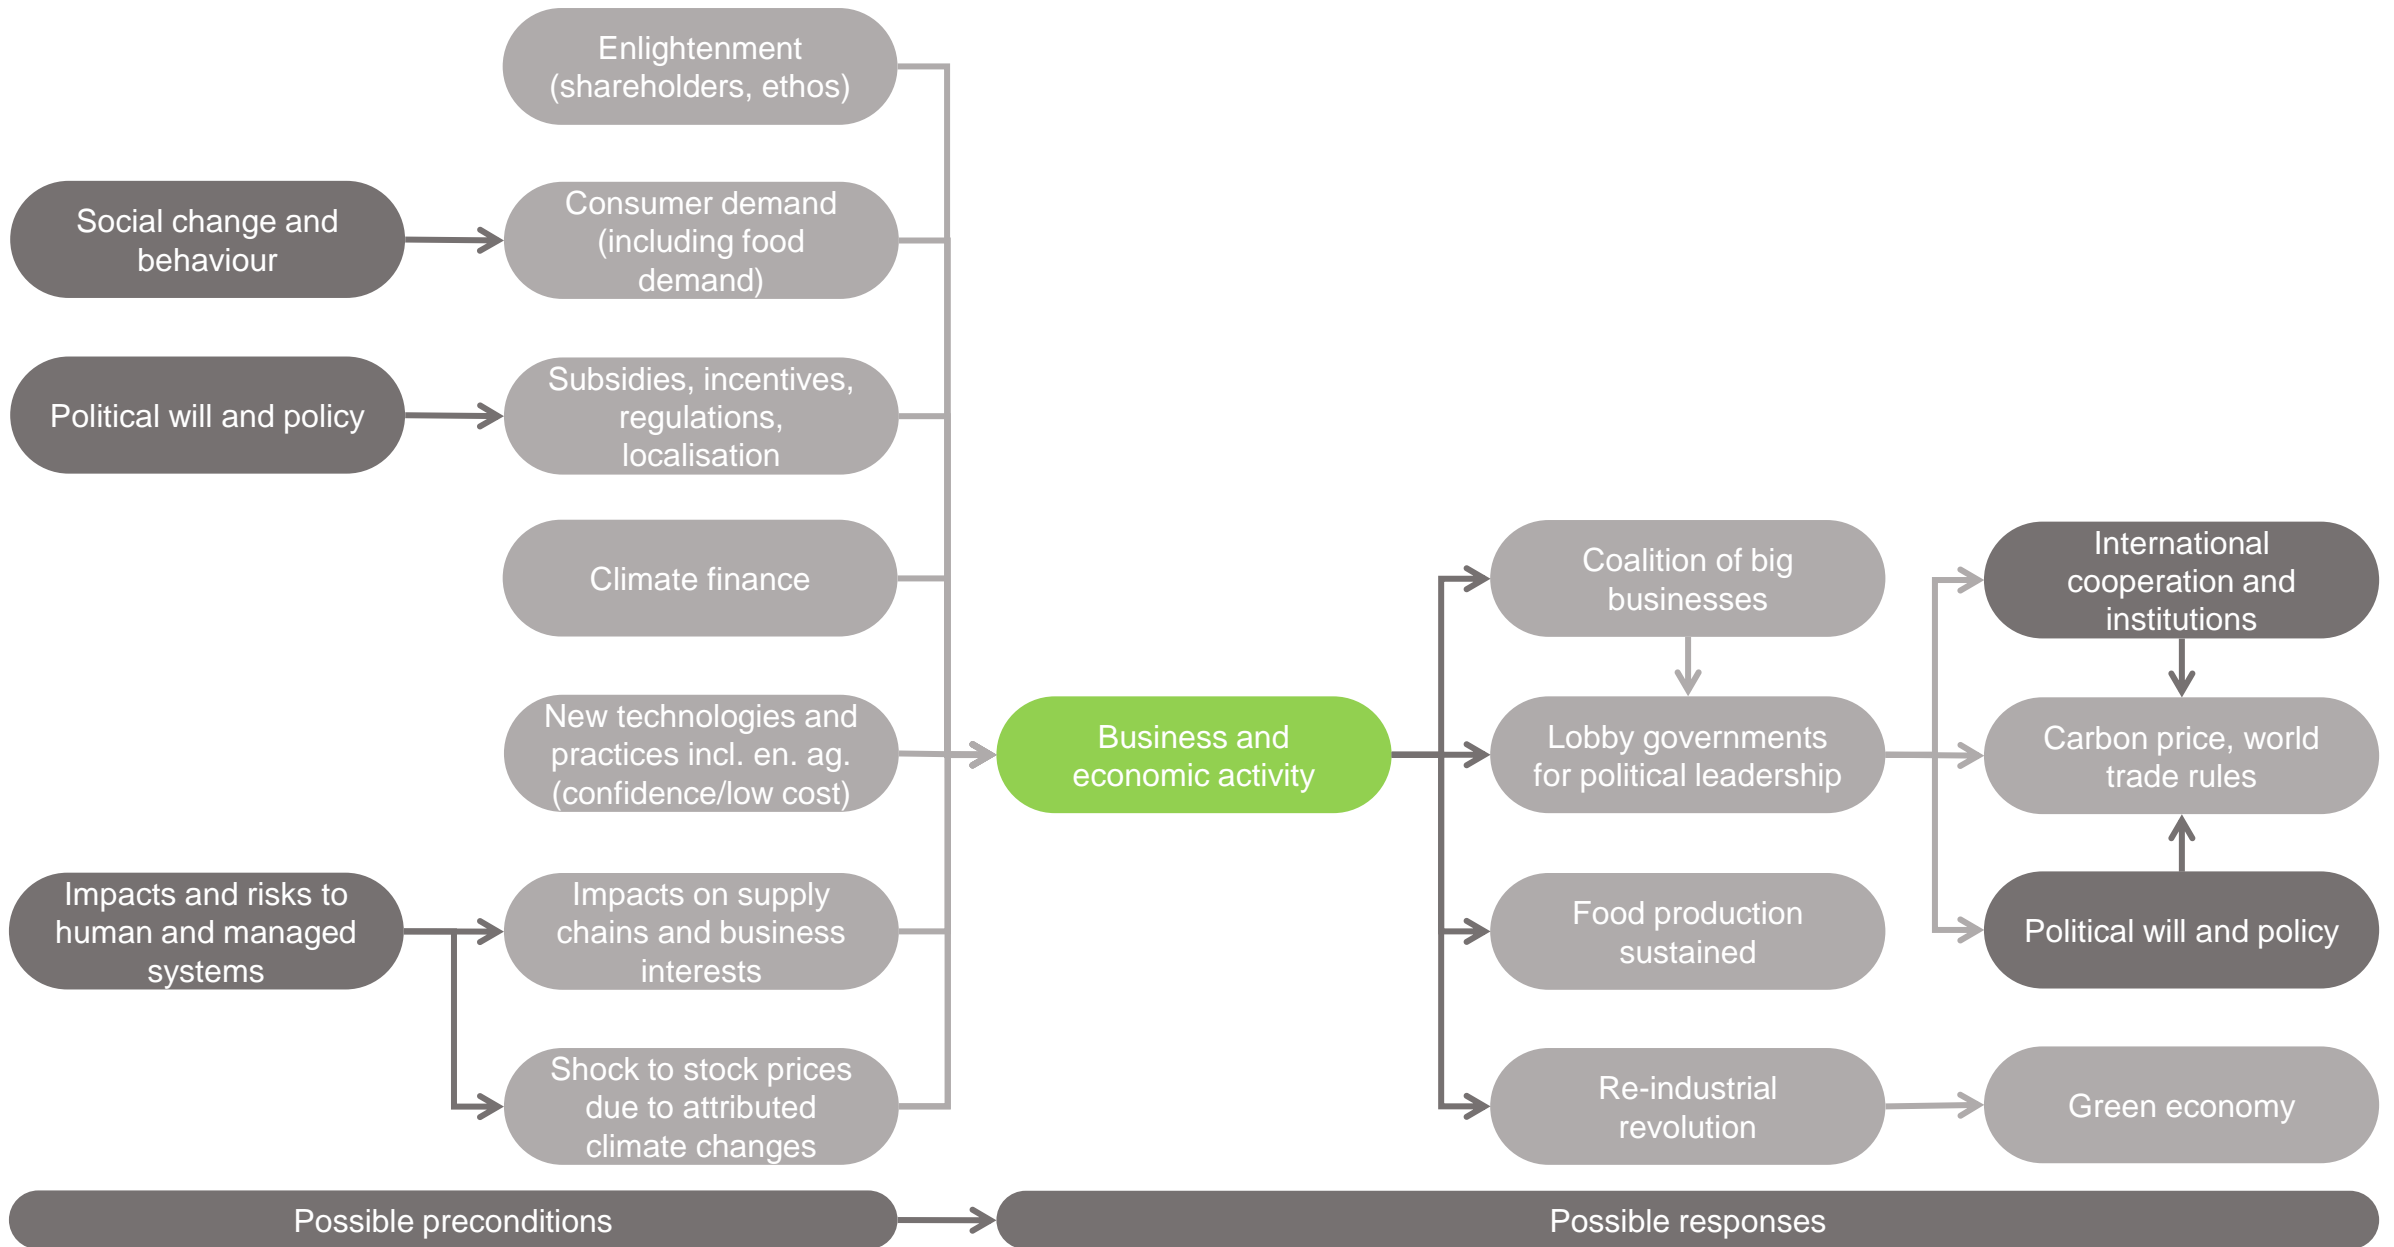 Enlightenment
(shareholders, ethos)
Social change and
behaviour
Consumer demand
(including food
demand)
Political will and policy
Subsidies, incentives,
regulations,
localisation
Climate finance
New technologies and
practices incl. en. ag.
(confidence/low cost)
Impacts and risks to
human and managed
systems
Impacts on supply
chains and business
interests
Shock to stock prices
due to attributed
climate changes
Business and
economic activity
Coalition of big
businesses
Lobby governments
for political leadership
Food production
sustained
Re-industrial
revolution
International
cooperation and
institutions
Carbon price, world
trade rules
Political will and policy
Green economy
Possible preconditions
Possible responses